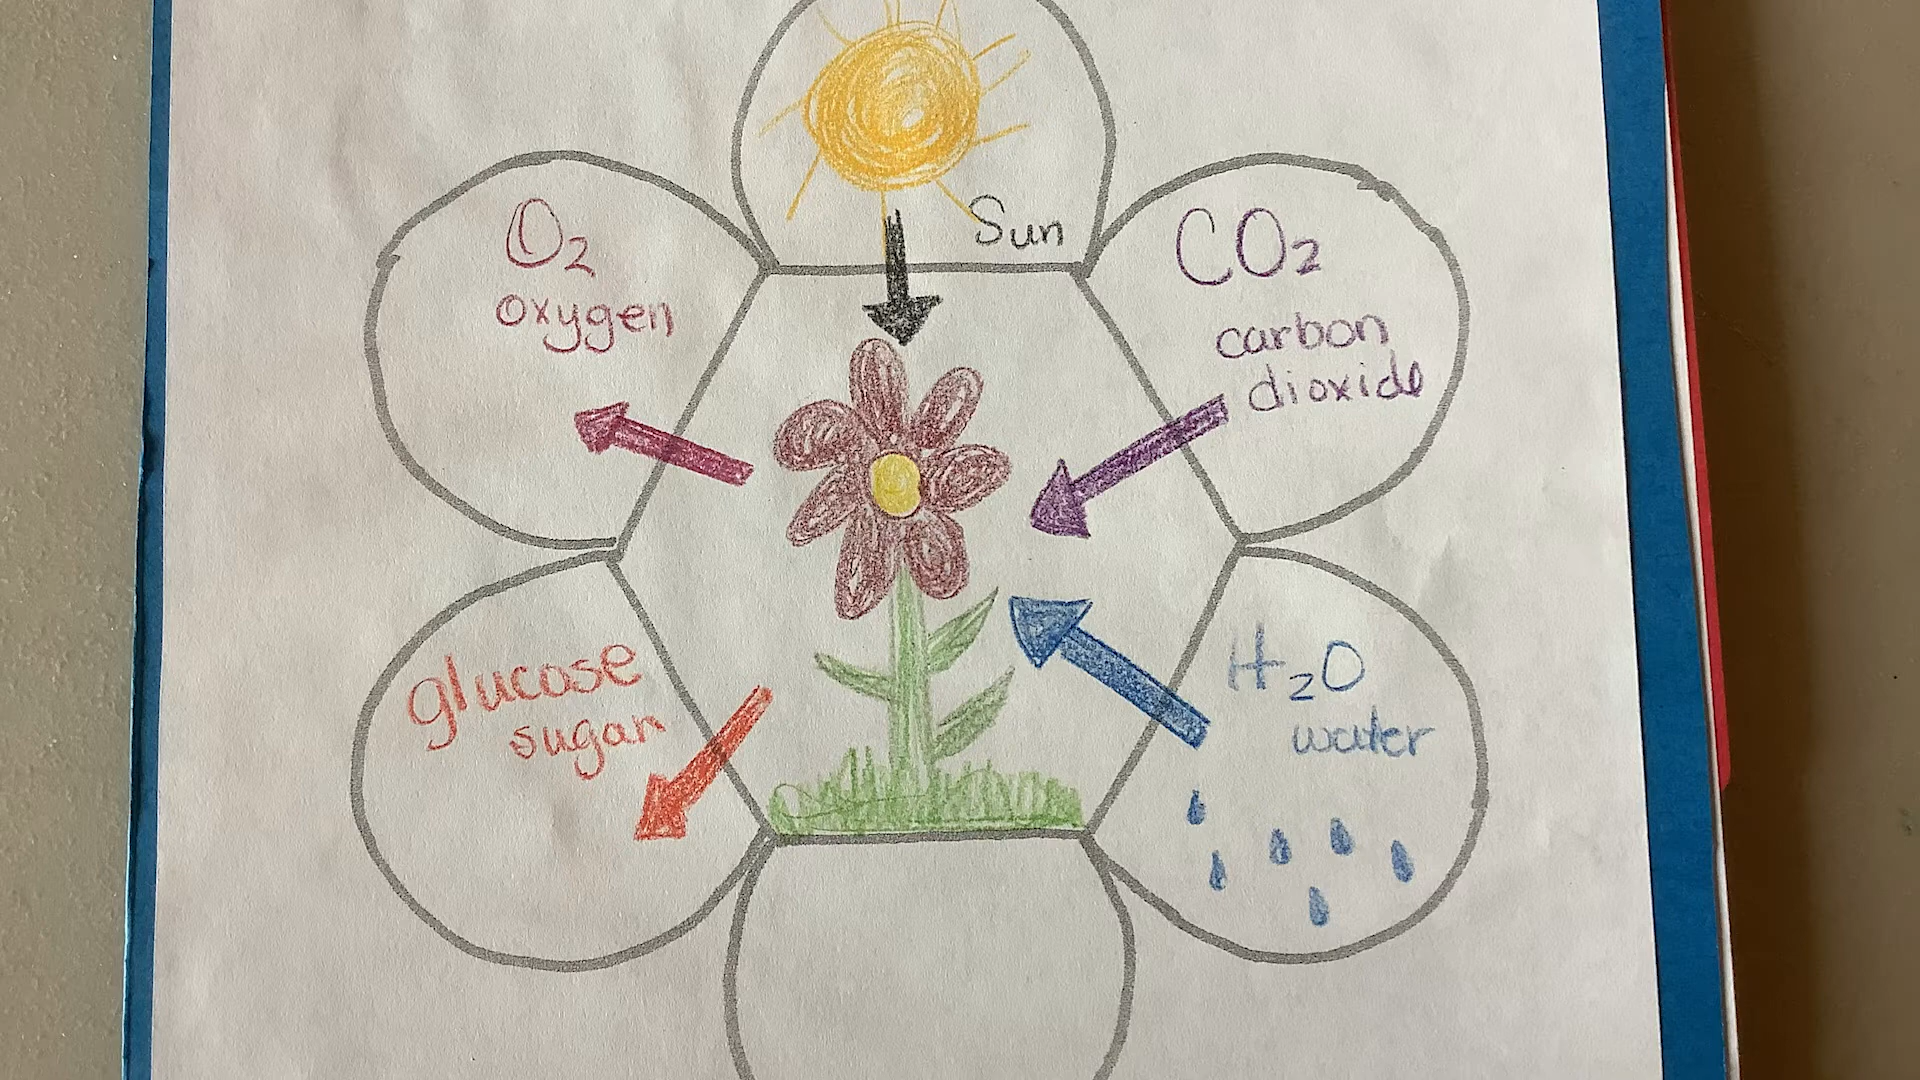 Sun
O₂
oxygen
CO₂
carbon
dioxide
glucose
sugar
H₂O
water